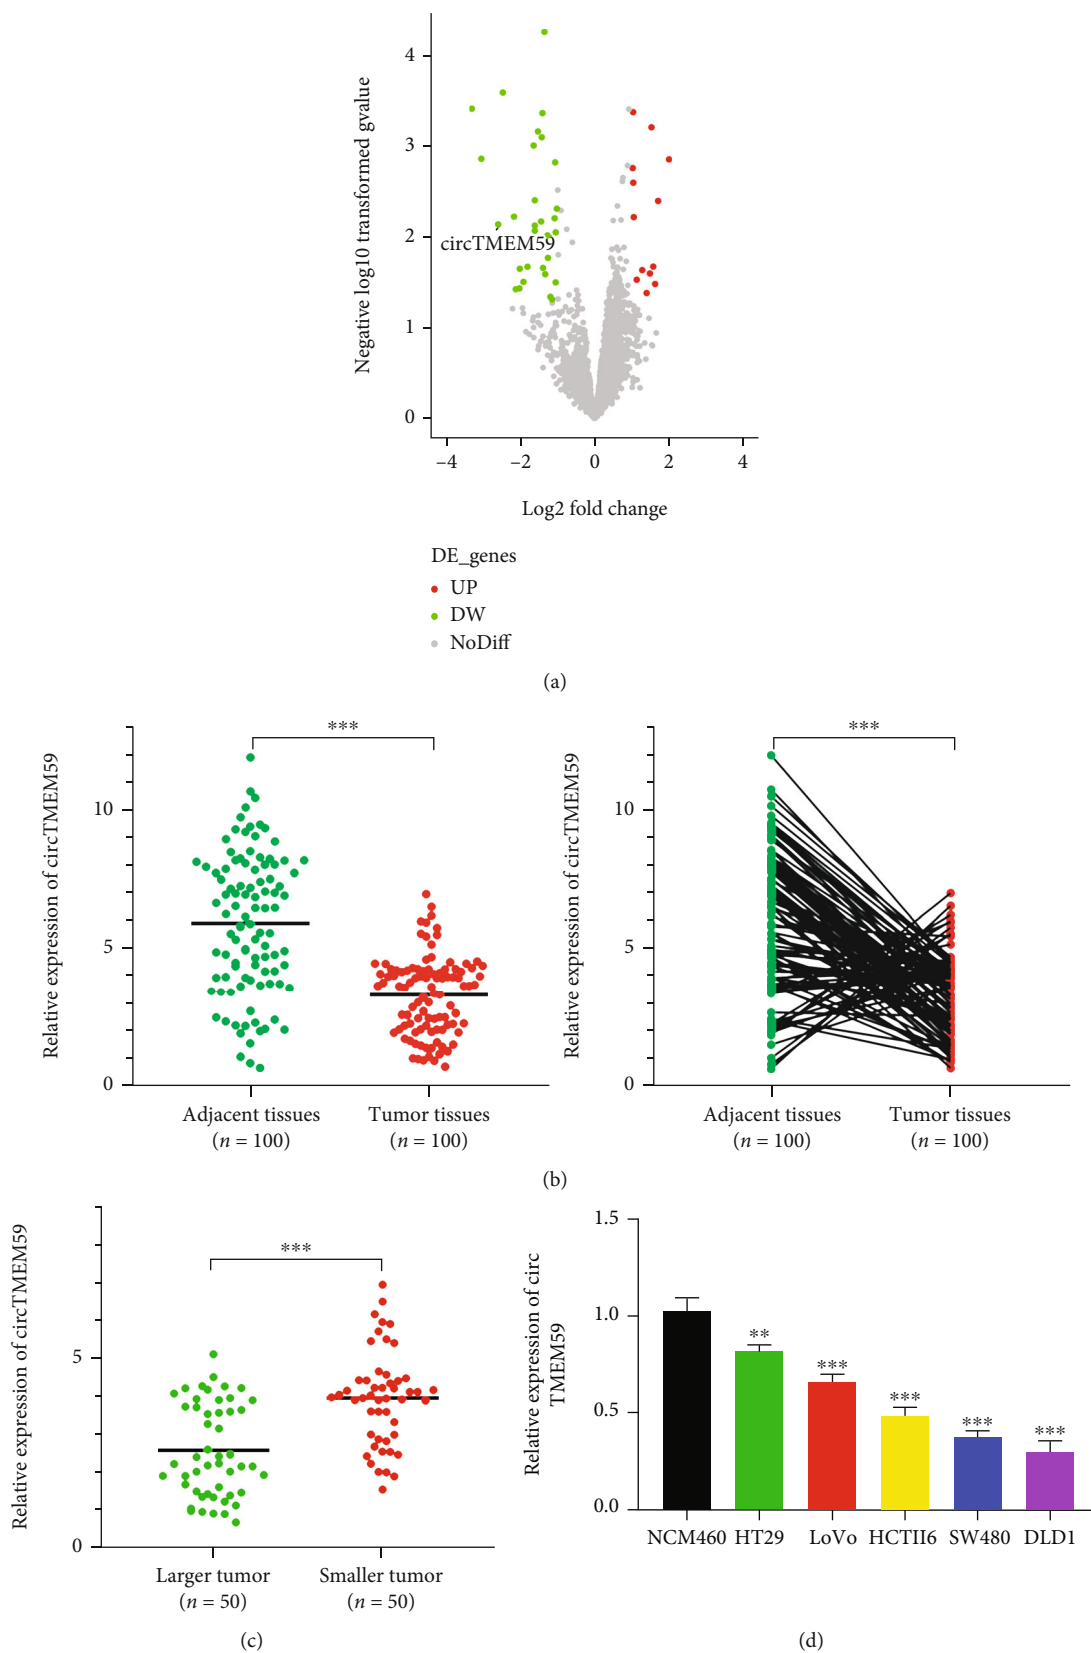 4
3
2
1
0
Negative log10 transformed gvalue
circTMEM59
−4 −2 0 2 4
Log2 fold change
DE_genes
UP
DW
NoDiff
(a)
***
10
5
0
Relative expression of circTMEM59
Adjacent tissues Tumor tissues
(n = 100) (n = 100)
***
10
5
0
Relative expression of circTMEM59
Adjacent tissues Tumor tissues
(n = 100) (n = 100)
(b)
***
5
0
Relative expression of circTMEM59
Larger tumor Smaller tumor
(n = 50) (n = 50)
(c)
1.5
1.0
0.5
0.0
Relative expression of circ
TMEM59
** *** *** *** ***
NCM460 HT29 LoVo HCTII6 SW480 DLD1
(d)